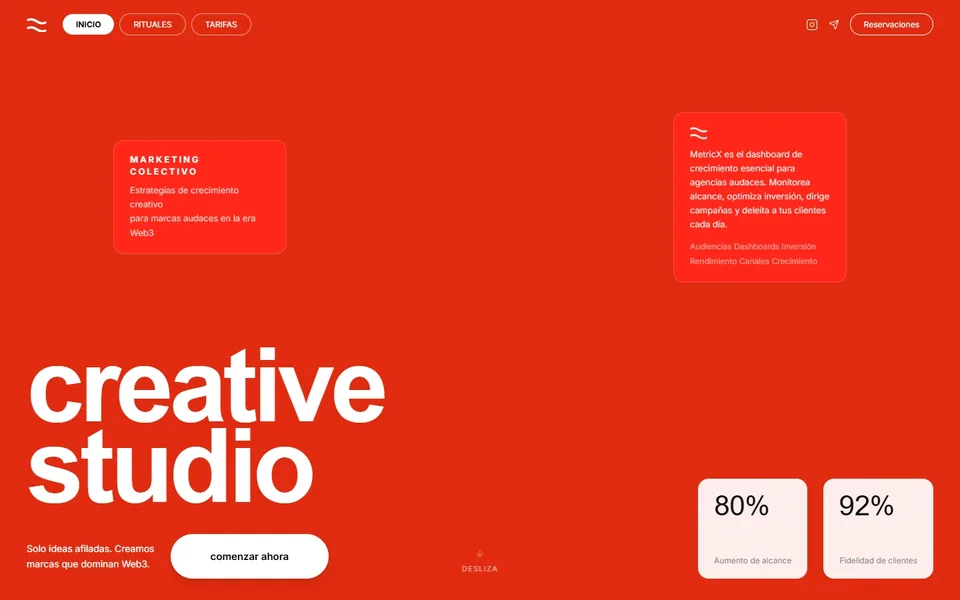 INICIO
RITUALES
TARIFAS
Reservaciones
MARKETING
COLECTIVO
Estrategias de crecimiento
creativo
para marcas audaces en la era
Web3
MetricX es el dashboard de
crecimiento esencial para
agencias audaces. Monitorea
alcance, optimiza inversión, dirige
campañas y deleita a tus clientes
cada día.
Audiencias Dashboards Inversión
Rendimiento Canales Crecimiento
creative
studio
Solo ideas afiladas. Creamos
marcas que dominan Web3.
comenzar ahora
DESLIZA
80%
Aumento de alcance
92%
Fidelidad de clientes